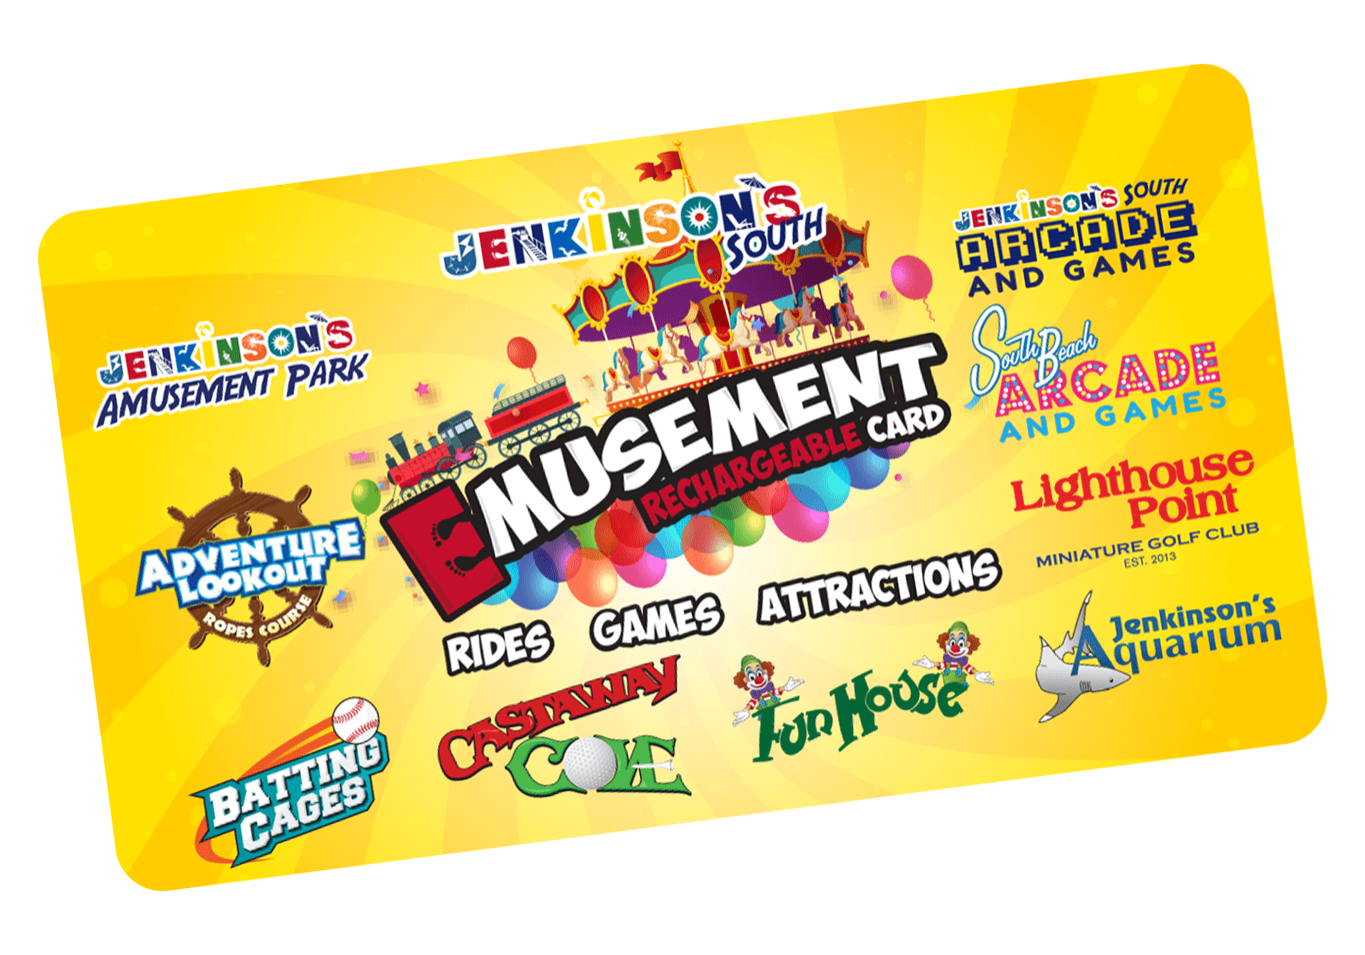 JENKINSON'S
SOUTH
JENKINSON'S
AMUSEMENT PARK
ADVENTURE
LOOKOUT
ROPES COURSE
BATTING
CAGES
EMUSEMENT
RECHARGEABLE CARD
RIDES GAMES ATTRACTIONS
CASTAWAY
COVE
FUN HOUSE
JENKINSON'S SOUTH
ARCADE
AND GAMES
South Beach
ARCADE
AND GAMES
Lighthouse
Point
MINIATURE GOLF CLUB
EST. 2013
Jenkinson's
Aquarium